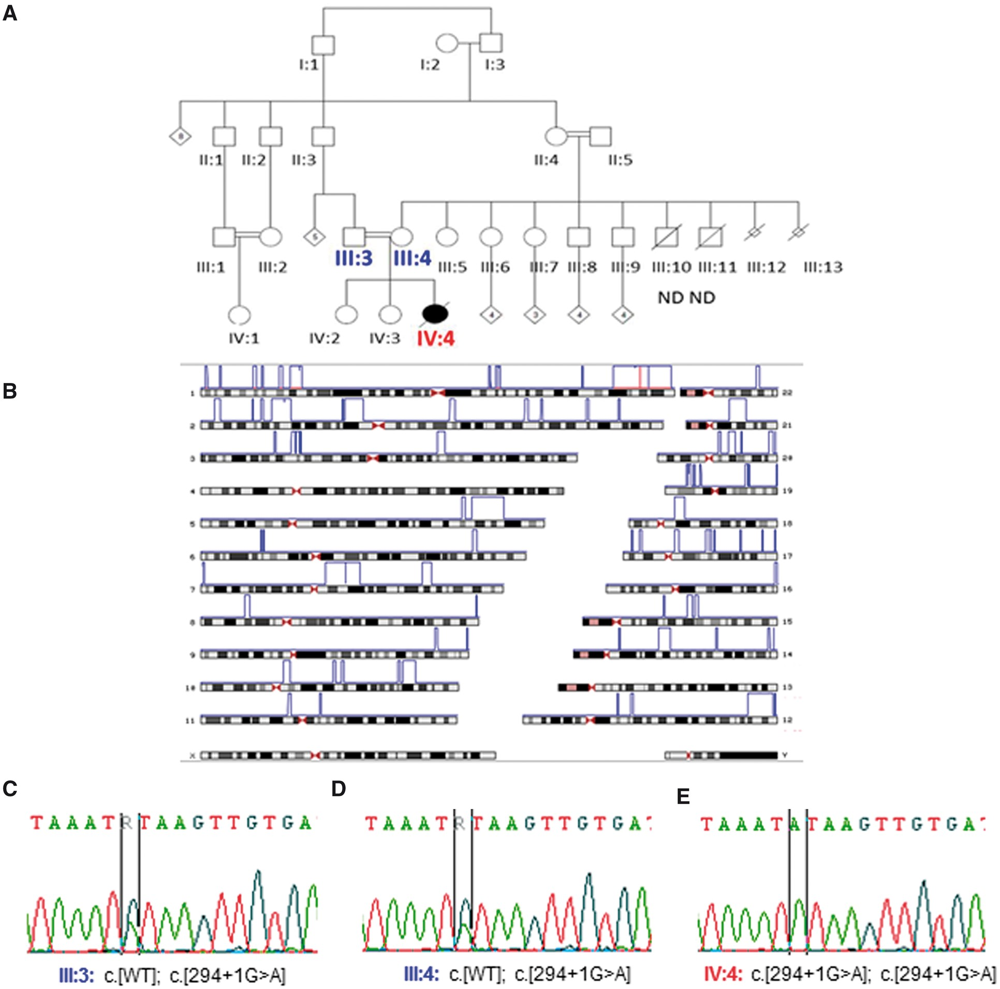 A
I:1 I:2 I:3
8
II:1 II:2 II:3 II:4 II:5
5
III:3 III:4
III:1 III:2 III:5 III:6 III:7 III:8 III:9 III:10 III:11 III:12 III:13
ND ND
4 3 4 4
IV:1 IV:2 IV:3 IV:4
B
1 22
2 21
3 20
4 19
5 18
6 17
7 16
8 15
9 14
10 13
11 12
X Y
C D E
TAAATRTAAGTTGTGA TAAATRTAAGTTGTGAT TAAATATAAGTTGTGAT
III:3: c.[WT]; c.[294+1G>A] III:4: c.[WT]; c.[294+1G>A] IV:4: c.[294+1G>A]; c.[294+1G>A]